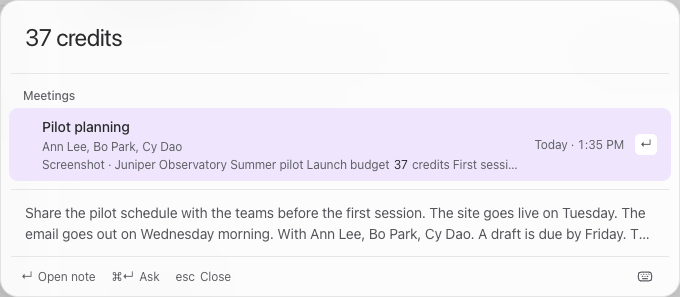 37 credits
Meetings
Pilot planning
Ann Lee, Bo Park, Cy Dao
Today · 1:35 PM
Screenshot · Juniper Observatory Summer pilot Launch budget 37 credits First sessi...
Share the pilot schedule with the teams before the first session. The site goes live on Tuesday. The
email goes out on Wednesday morning. With Ann Lee, Bo Park, Cy Dao. A draft is due by Friday. T...
↵ Open note ⌘↵ Ask esc Close